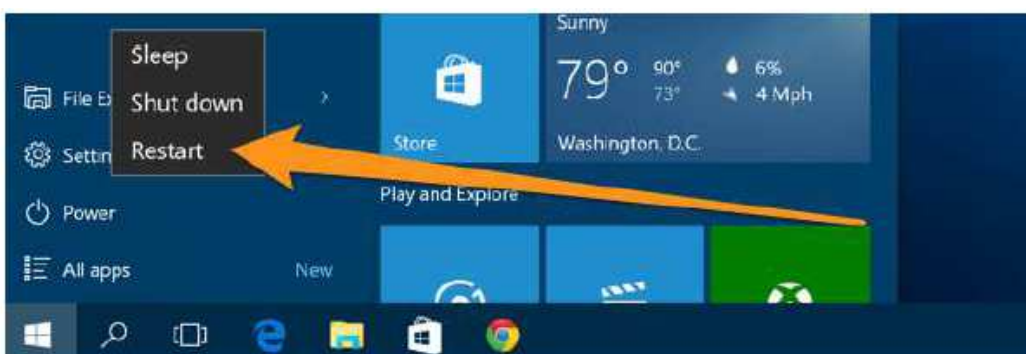 Sleep
Shut down
Restart
File Ex
Settin
Power
All apps
New
Store
Sunny
79°
90°
73°
6%
4 Mph
Washington, D.C.
Play and Explore